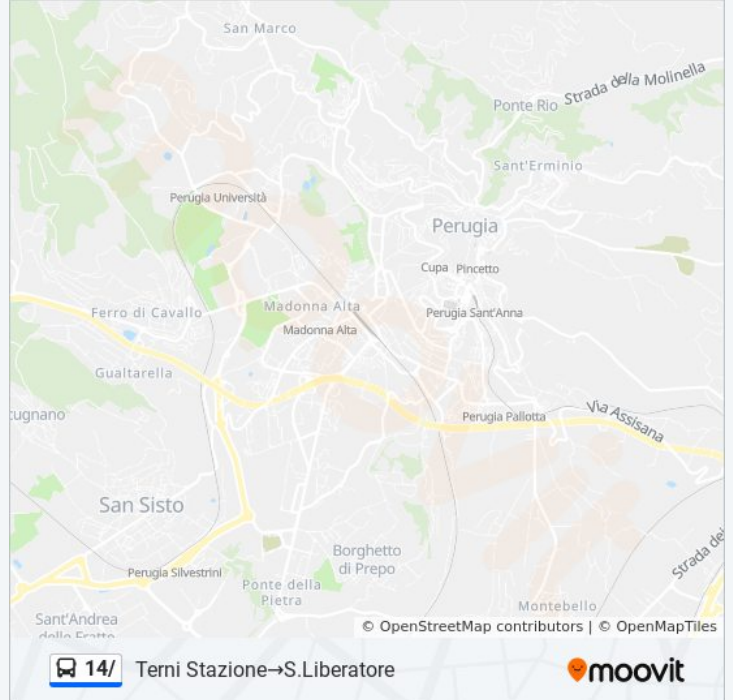 San Marco
Strada della Molinella
Ponte Rio
Sant'Erminio
Perugia Università
Perugia
Cupa
Pincetto
Ferro di Cavallo
Madonna Alta
Perugia Sant'Anna
Madonna Alta
Gualtarella
cugnano
Perugia Pallotta
Via Assisana
San Sisto
Borghetto
di Prepo
Strada dei
Perugia Silvestrini
Ponte della
Pietra
Montebello
Sant'Andrea
delle Fratte
© OpenStreetMap contributors | © OpenMapTiles
14/
Terni Stazione→S.Liberatore
moovit